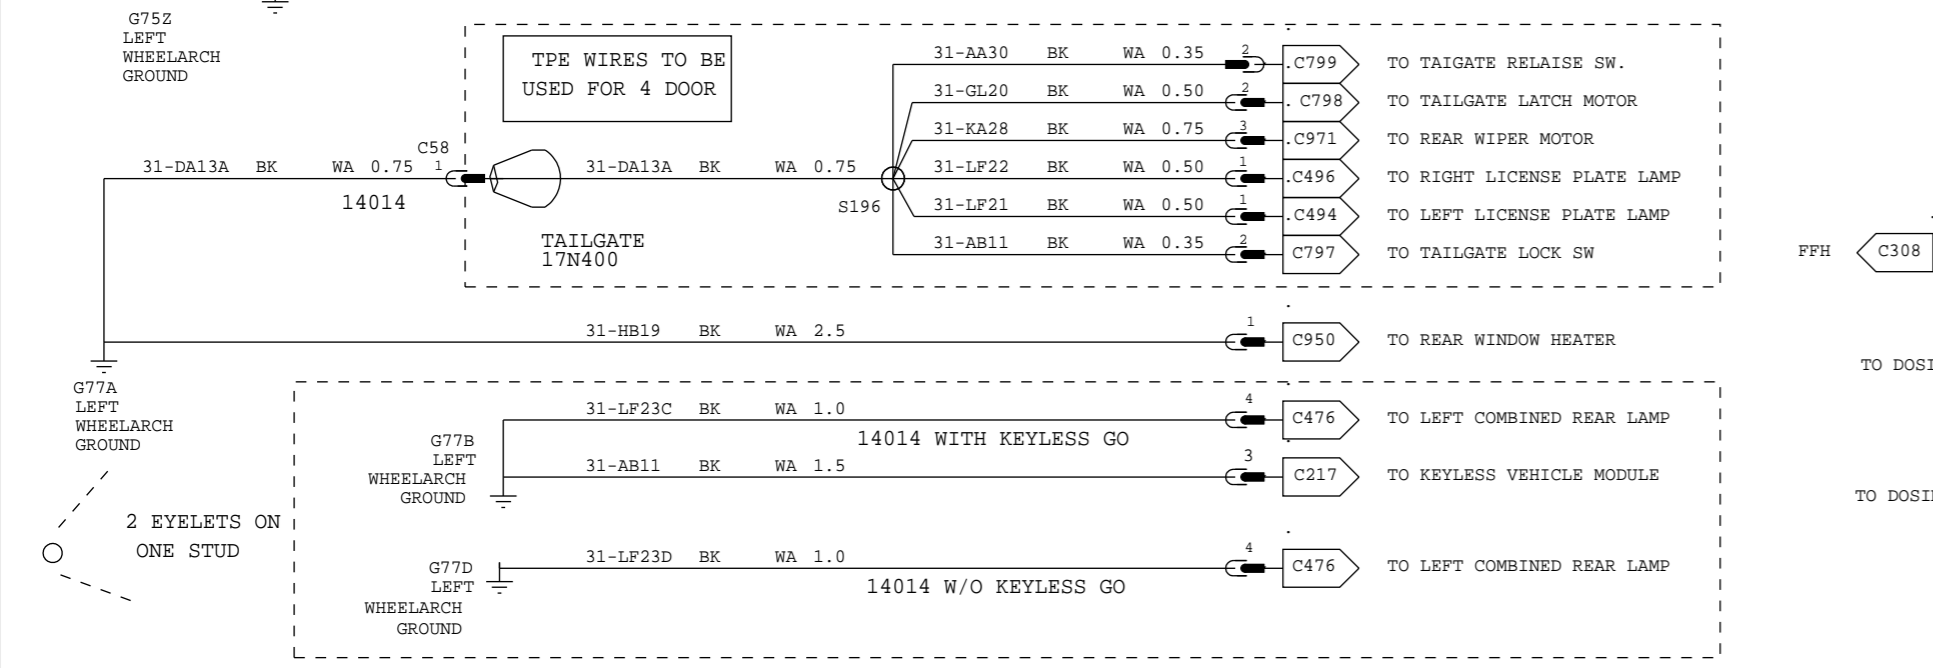 G75Z
LEFT
WHEELARCH
GROUND
TPE WIRES TO BE
USED FOR 4 DOOR
31-AA30 BK WA 0.35 2 .C799 TO TAIGATE RELAISE SW.
31-GL20 BK WA 0.50 2 . C798 TO TAILGATE LATCH MOTOR
31-KA28 BK WA 0.75 3 .C971 TO REAR WIPER MOTOR
C58
31-DA13A BK WA 0.75 1 31-DA13A BK WA 0.75 31-LF22 BK WA 0.50 1 .C496 TO RIGHT LICENSE PLATE LAMP
14014
S196
31-LF21 BK WA 0.50 1 .C494 TO LEFT LICENSE PLATE LAMP
TAILGATE
17N400
31-AB11 BK WA 0.35 2 C797 TO TAILGATE LOCK SW
FFH C308
31-HB19 BK WA 2.5 1 C950 TO REAR WINDOW HEATER
G77A
LEFT
WHEELARCH
GROUND
TO DOSI
31-LF23C BK WA 1.0 4 C476 TO LEFT COMBINED REAR LAMP
14014 WITH KEYLESS GO
G77B
LEFT
WHEELARCH
GROUND
31-AB11 BK WA 1.5 3 C217 TO KEYLESS VEHICLE MODULE
TO DOSI
2 EYELETS ON
ONE STUD
31-LF23D BK WA 1.0 4 C476 TO LEFT COMBINED REAR LAMP
14014 W/O KEYLESS GO
G77D
LEFT
WHEELARCH
GROUND